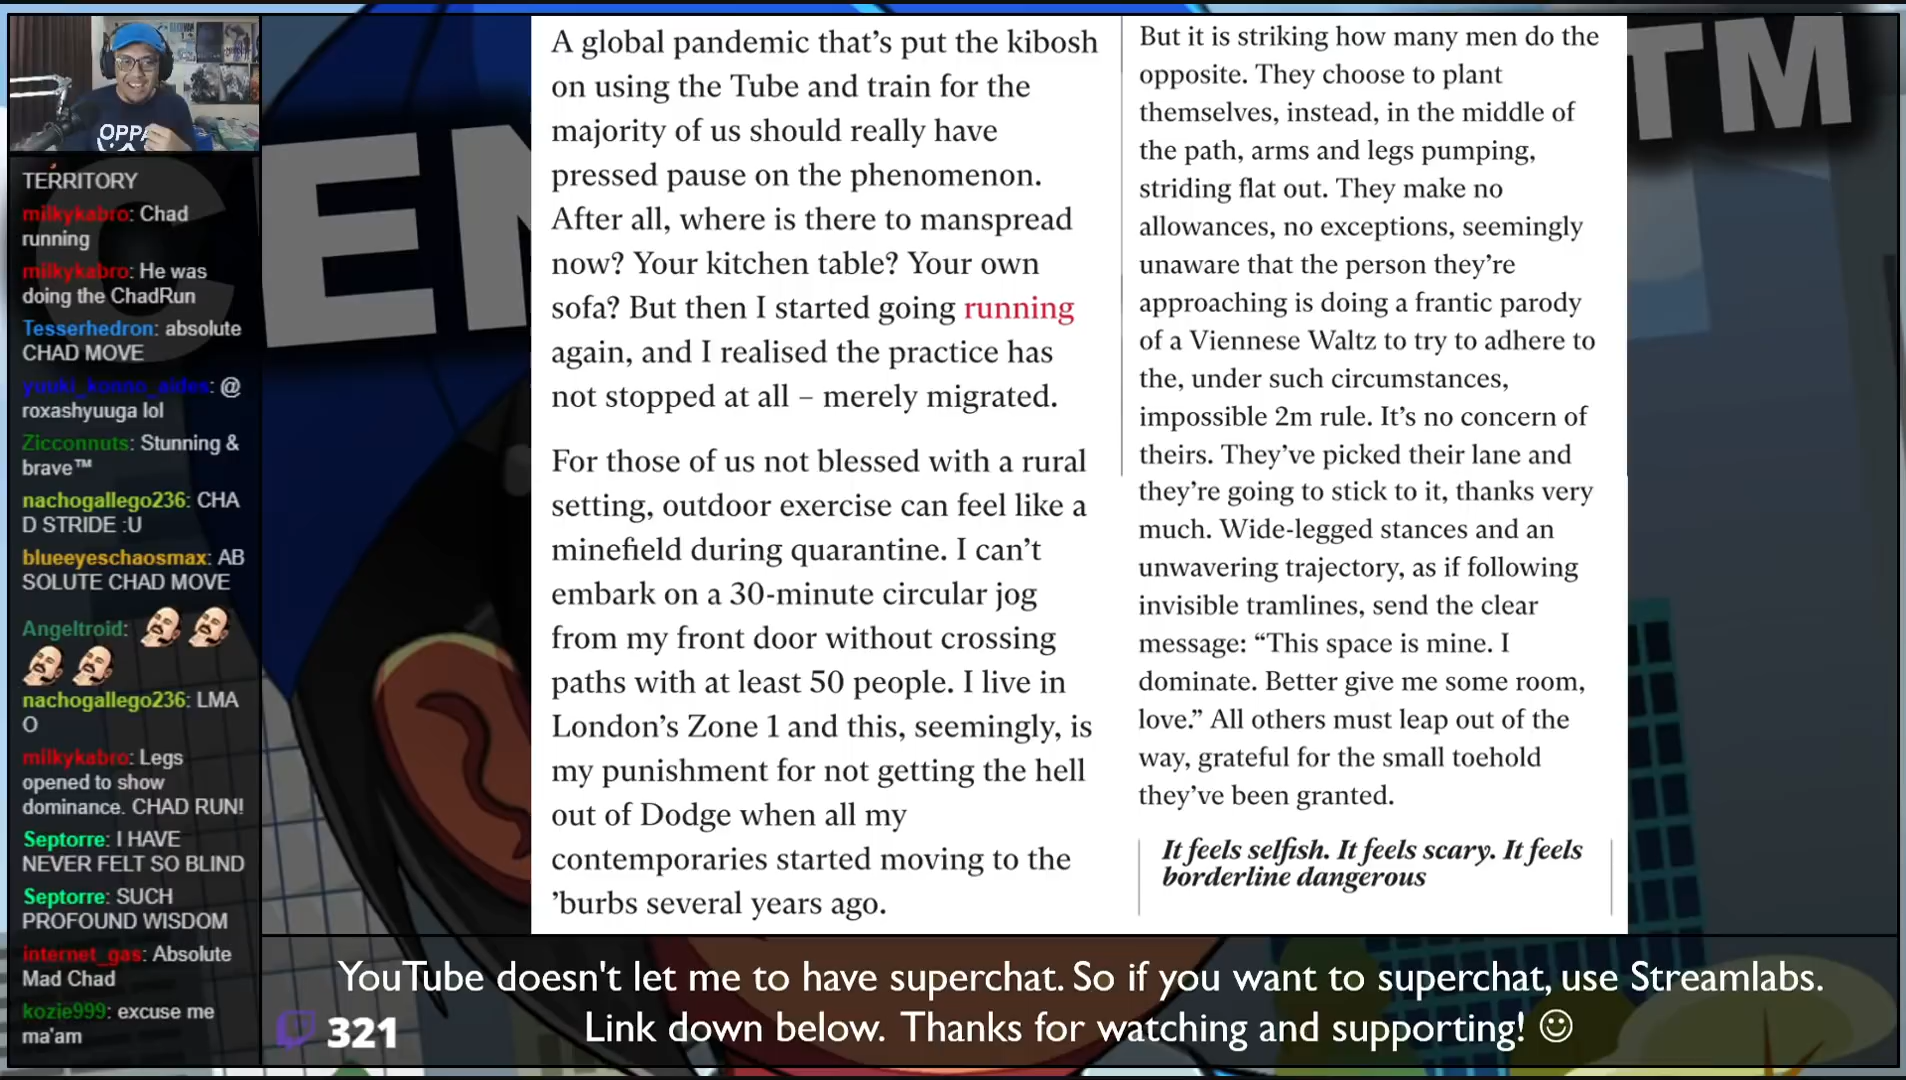 OPPA
TERRITORY
milkykabro: Chad
running
milkykabro: He was
doing the ChadRun
Tesserhedron: absolute
CHAD MOVE
yuuki_konno_aides: @
roxashyuuga lol
Zicconnuts: Stunning &
brave™
nachogallego236: CHA
D STRIDE :U
blueeyeschaosmax: AB
SOLUTE CHAD MOVE
Angeltroid:
nachogallego236: LMA
O
milkykabro: Legs
opened to show
dominance. CHAD RUN!
Septorre: I HAVE
NEVER FELT SO BLIND
Septorre: SUCH
PROFOUND WISDOM
internet_gas: Absolute
Mad Chad
kozie999: excuse me
ma'am
CEN
TM
A global pandemic that’s put the kibosh
on using the Tube and train for the
majority of us should really have
pressed pause on the phenomenon.
After all, where is there to manspread
now? Your kitchen table? Your own
sofa? But then I started going running
again, and I realised the practice has
not stopped at all – merely migrated.
For those of us not blessed with a rural
setting, outdoor exercise can feel like a
minefield during quarantine. I can’t
embark on a 30-minute circular jog
from my front door without crossing
paths with at least 50 people. I live in
London’s Zone 1 and this, seemingly, is
my punishment for not getting the hell
out of Dodge when all my
contemporaries started moving to the
’burbs several years ago.
But it is striking how many men do the
opposite. They choose to plant
themselves, instead, in the middle of
the path, arms and legs pumping,
striding flat out. They make no
allowances, no exceptions, seemingly
unaware that the person they’re
approaching is doing a frantic parody
of a Viennese Waltz to try to adhere to
the, under such circumstances,
impossible 2m rule. It’s no concern of
theirs. They’ve picked their lane and
they’re going to stick to it, thanks very
much. Wide-legged stances and an
unwavering trajectory, as if following
invisible tramlines, send the clear
message: “This space is mine. I
dominate. Better give me some room,
love.” All others must leap out of the
way, grateful for the small toehold
they’ve been granted.
It feels selfish. It feels scary. It feels
borderline dangerous
YouTube doesn't let me to have superchat. So if you want to superchat, use Streamlabs.
Link down below. Thanks for watching and supporting! ☺
321